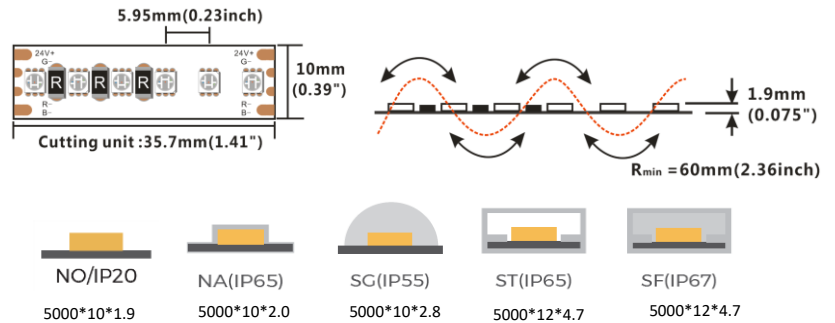 5.95mm(0.23inch)
24V+ 24V+
G- G-
R R R
R- R-
B- B-
10mm
(0.39")
Cutting unit :35.7mm(1.41")
1.9mm
(0.075")
Rmin =60mm(2.36inch)
NO/IP20 NA(IP65) SG(IP55) ST(IP65) SF(IP67)
5000*10*1.9 5000*10*2.0 5000*10*2.8 5000*12*4.7 5000*12*4.7